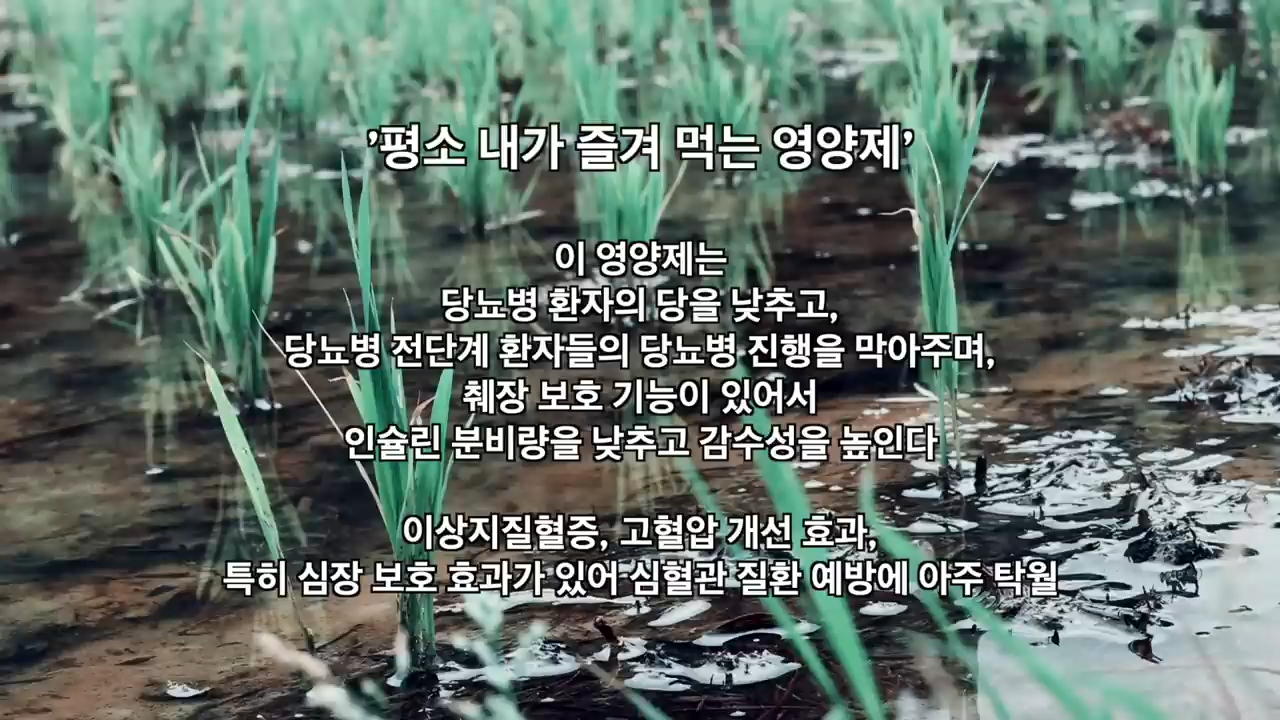 '평소 내가 즐겨 먹는 영양제'
이 영양제는
당뇨병 환자의 당을 낮추고,
당뇨병 전단계 환자들의 당뇨병 진행을 막아주며,
췌장 보호 기능이 있어서
인슐린 분비량을 낮추고 감수성을 높인다
이상지질혈증, 고혈압 개선 효과,
특히 심장 보호 효과가 있어 심혈관 질환 예방에 아주 탁월